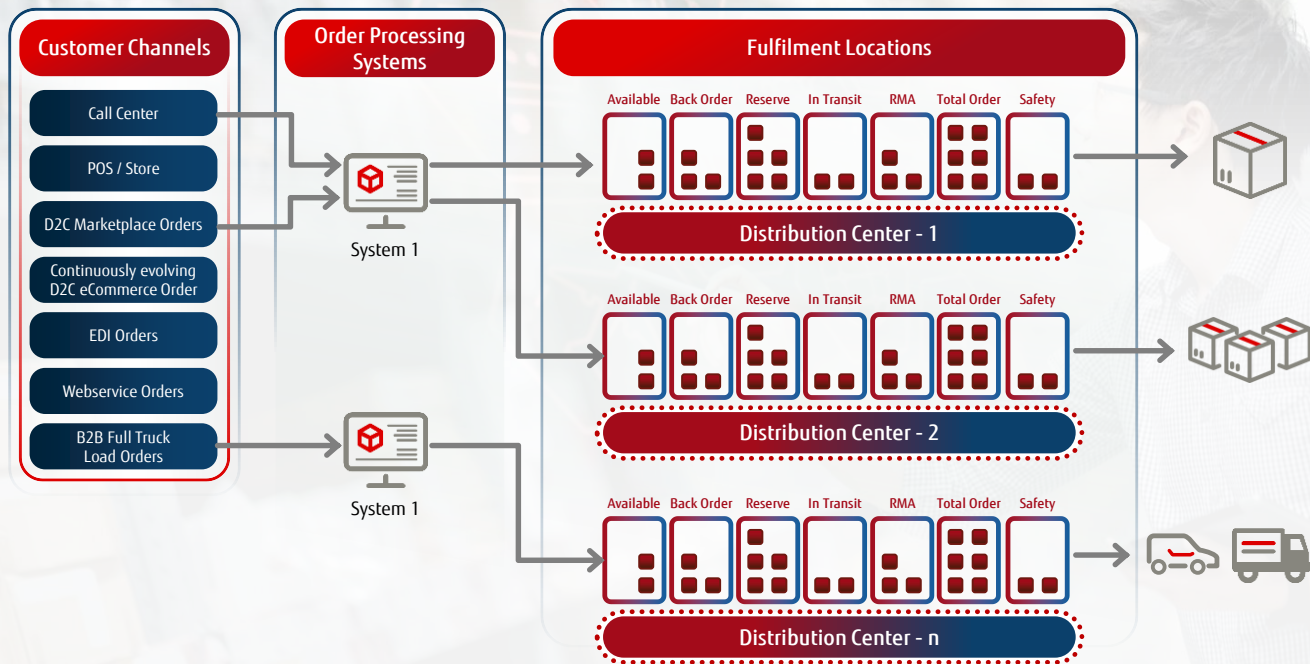 Customer Channels
Call Center
POS / Store
D2C Marketplace Orders
Continuously evolving
D2C eCommerce Order
EDI Orders
Webservice Orders
B2B Full Truck
Load Orders
Order Processing
Systems
System 1
System 1
Fulfilment Locations
Available Back Order Reserve In Transit RMA Total Order Safety
Distribution Center - 1
Available Back Order Reserve In Transit RMA Total Order Safety
Distribution Center - 2
Available Back Order Reserve In Transit RMA Total Order Safety
Distribution Center - n